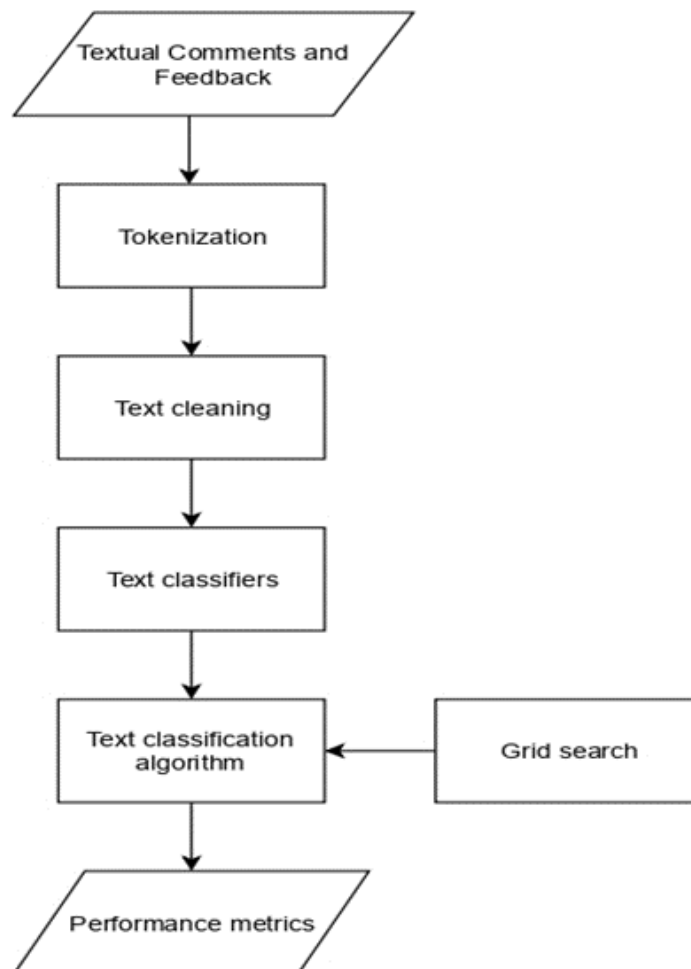 Textual Comments and
Feedback
Tokenization
Text cleaning
Text classifiers
Text classification
algorithm
Grid search
Performance metrics